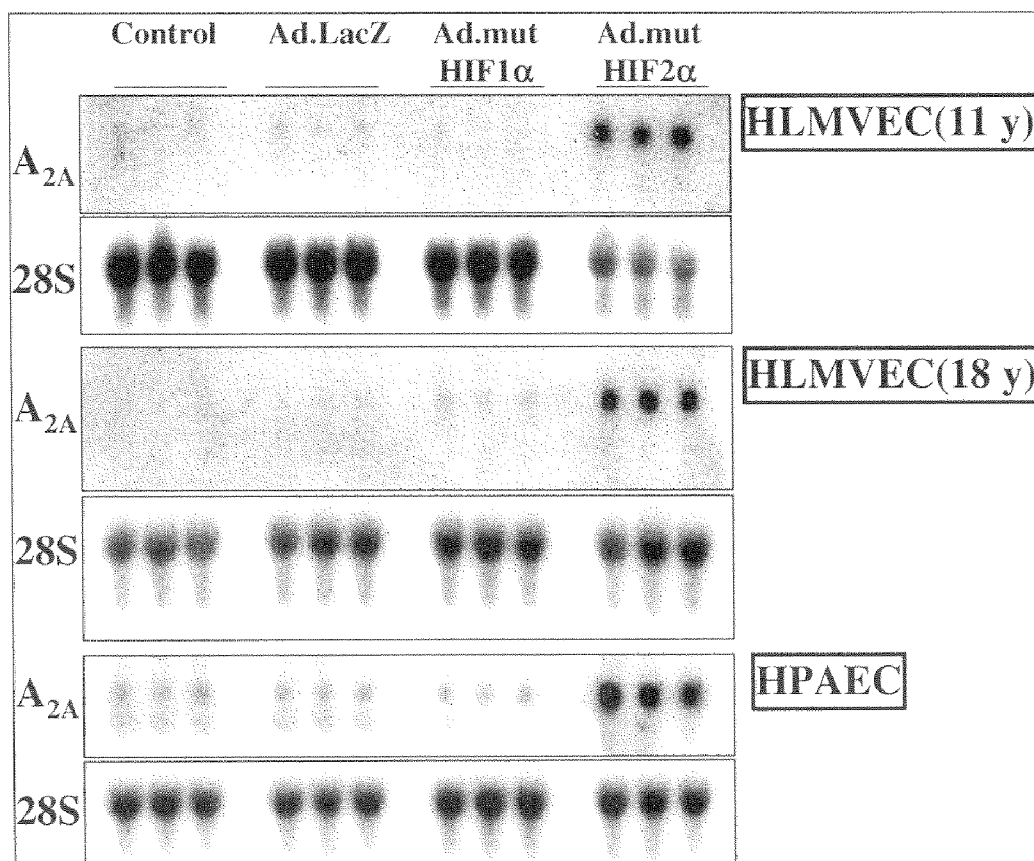 Control Ad.LacZ Ad.mut Ad.mut
HIF1α HIF2α
A2A HLMVEC(11 y)
28S
A2A HLMVEC(18 y)
28S
A2A HPAEC
28S